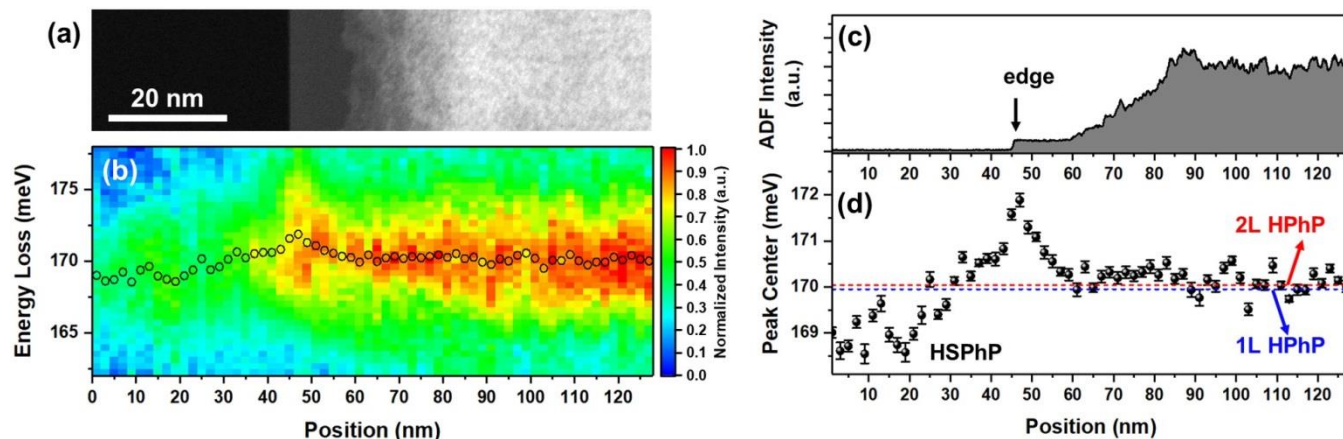 (a)
20 nm
(b)
Energy Loss (meV)
175
170
165
0 10 20 30 40 50 60 70 80 90 100 110 120
Position (nm)
1.0
0.9
0.8
0.7
0.6
0.5
0.4
0.3
0.2
0.1
0.0
Normalized Intensity (a.u.)
(c)
ADF Intensity
(a.u.)
edge
10 20 30 40 50 60 70 80 90 100 110 120
(d)
Peak Center (meV)
172
171
170
169
2L HPhP
HSPhP
1L HPhP
10 20 30 40 50 60 70 80 90 100 110 120
Position (nm)